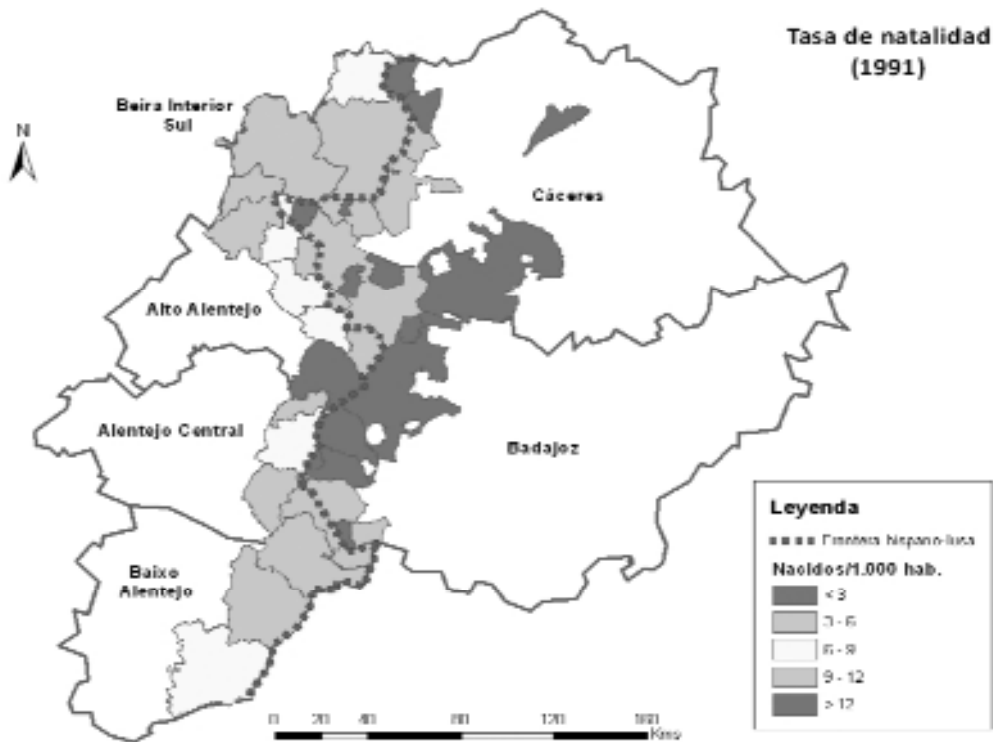 Tasa de natalidad
(1991)
Beira Interior
Sul
N
Cáceres
Alto Alentejo
Alentejo Central
Badajoz
Baixo
Alentejo
Leyenda
Frontera hispano-lusa
Nacidos/1.000 hab.
< 3
3 - 6
6 - 9
9 - 12
> 12
0 20 40 80 120 160
Kms